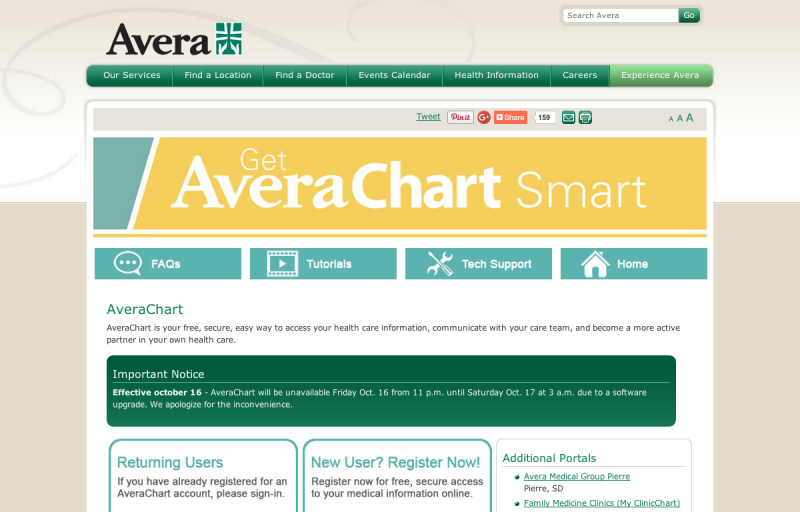 Search Avera
Go
Avera
Our Services
Find a Location
Find a Doctor
Events Calendar
Health Information
Careers
Experience Avera
Tweet
Pin it
G+
Share
159
A A A
Get
AveraChart Smart
FAQs
Tutorials
Tech Support
Home
AveraChart
AveraChart is your free, secure, easy way to access your health care information, communicate with your care team, and become a more active
partner in your own health care.
Important Notice
Effective october 16 - AveraChart will be unavailable Friday Oct. 16 from 11 p.m. until Saturday Oct. 17 at 3 a.m. due to a software
upgrade. We apologize for the inconvenience.
Returning Users
If you have already registered for an
AveraChart account, please sign-in.
New User? Register Now!
Register now for free, secure access
to your medical information online.
Additional Portals
Avera Medical Group Pierre
Pierre, SD
Family Medicine Clinics (My ClinicChart)